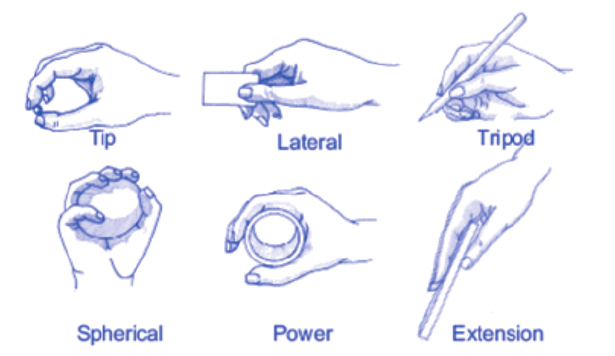 Tip
Lateral
Tripod
Spherical
Power
Extension